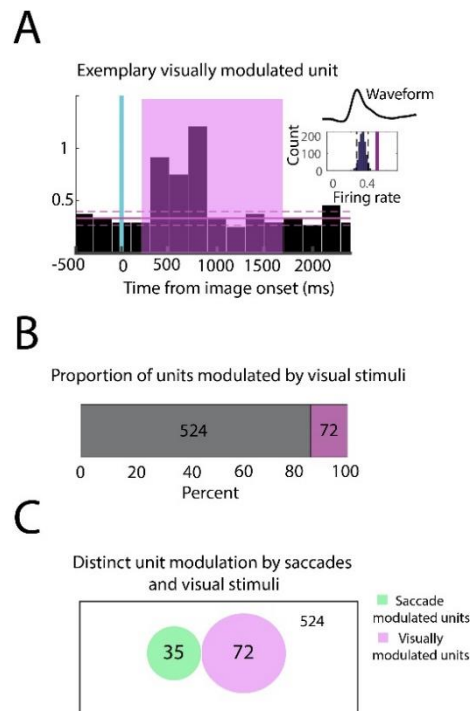 A
Exemplary visually modulated unit
Waveform
1
0.5
Count
200
100
0
0 0.4
Firing rate
-500 0 500 1000 1500 2000
Time from image onset (ms)
B
Proportion of units modulated by visual stimuli
524 72
0 20 40 60 80 100
Percent
C
Distinct unit modulation by saccades
and visual stimuli
524
35 72
Saccade
modulated units
Visually
modulated units